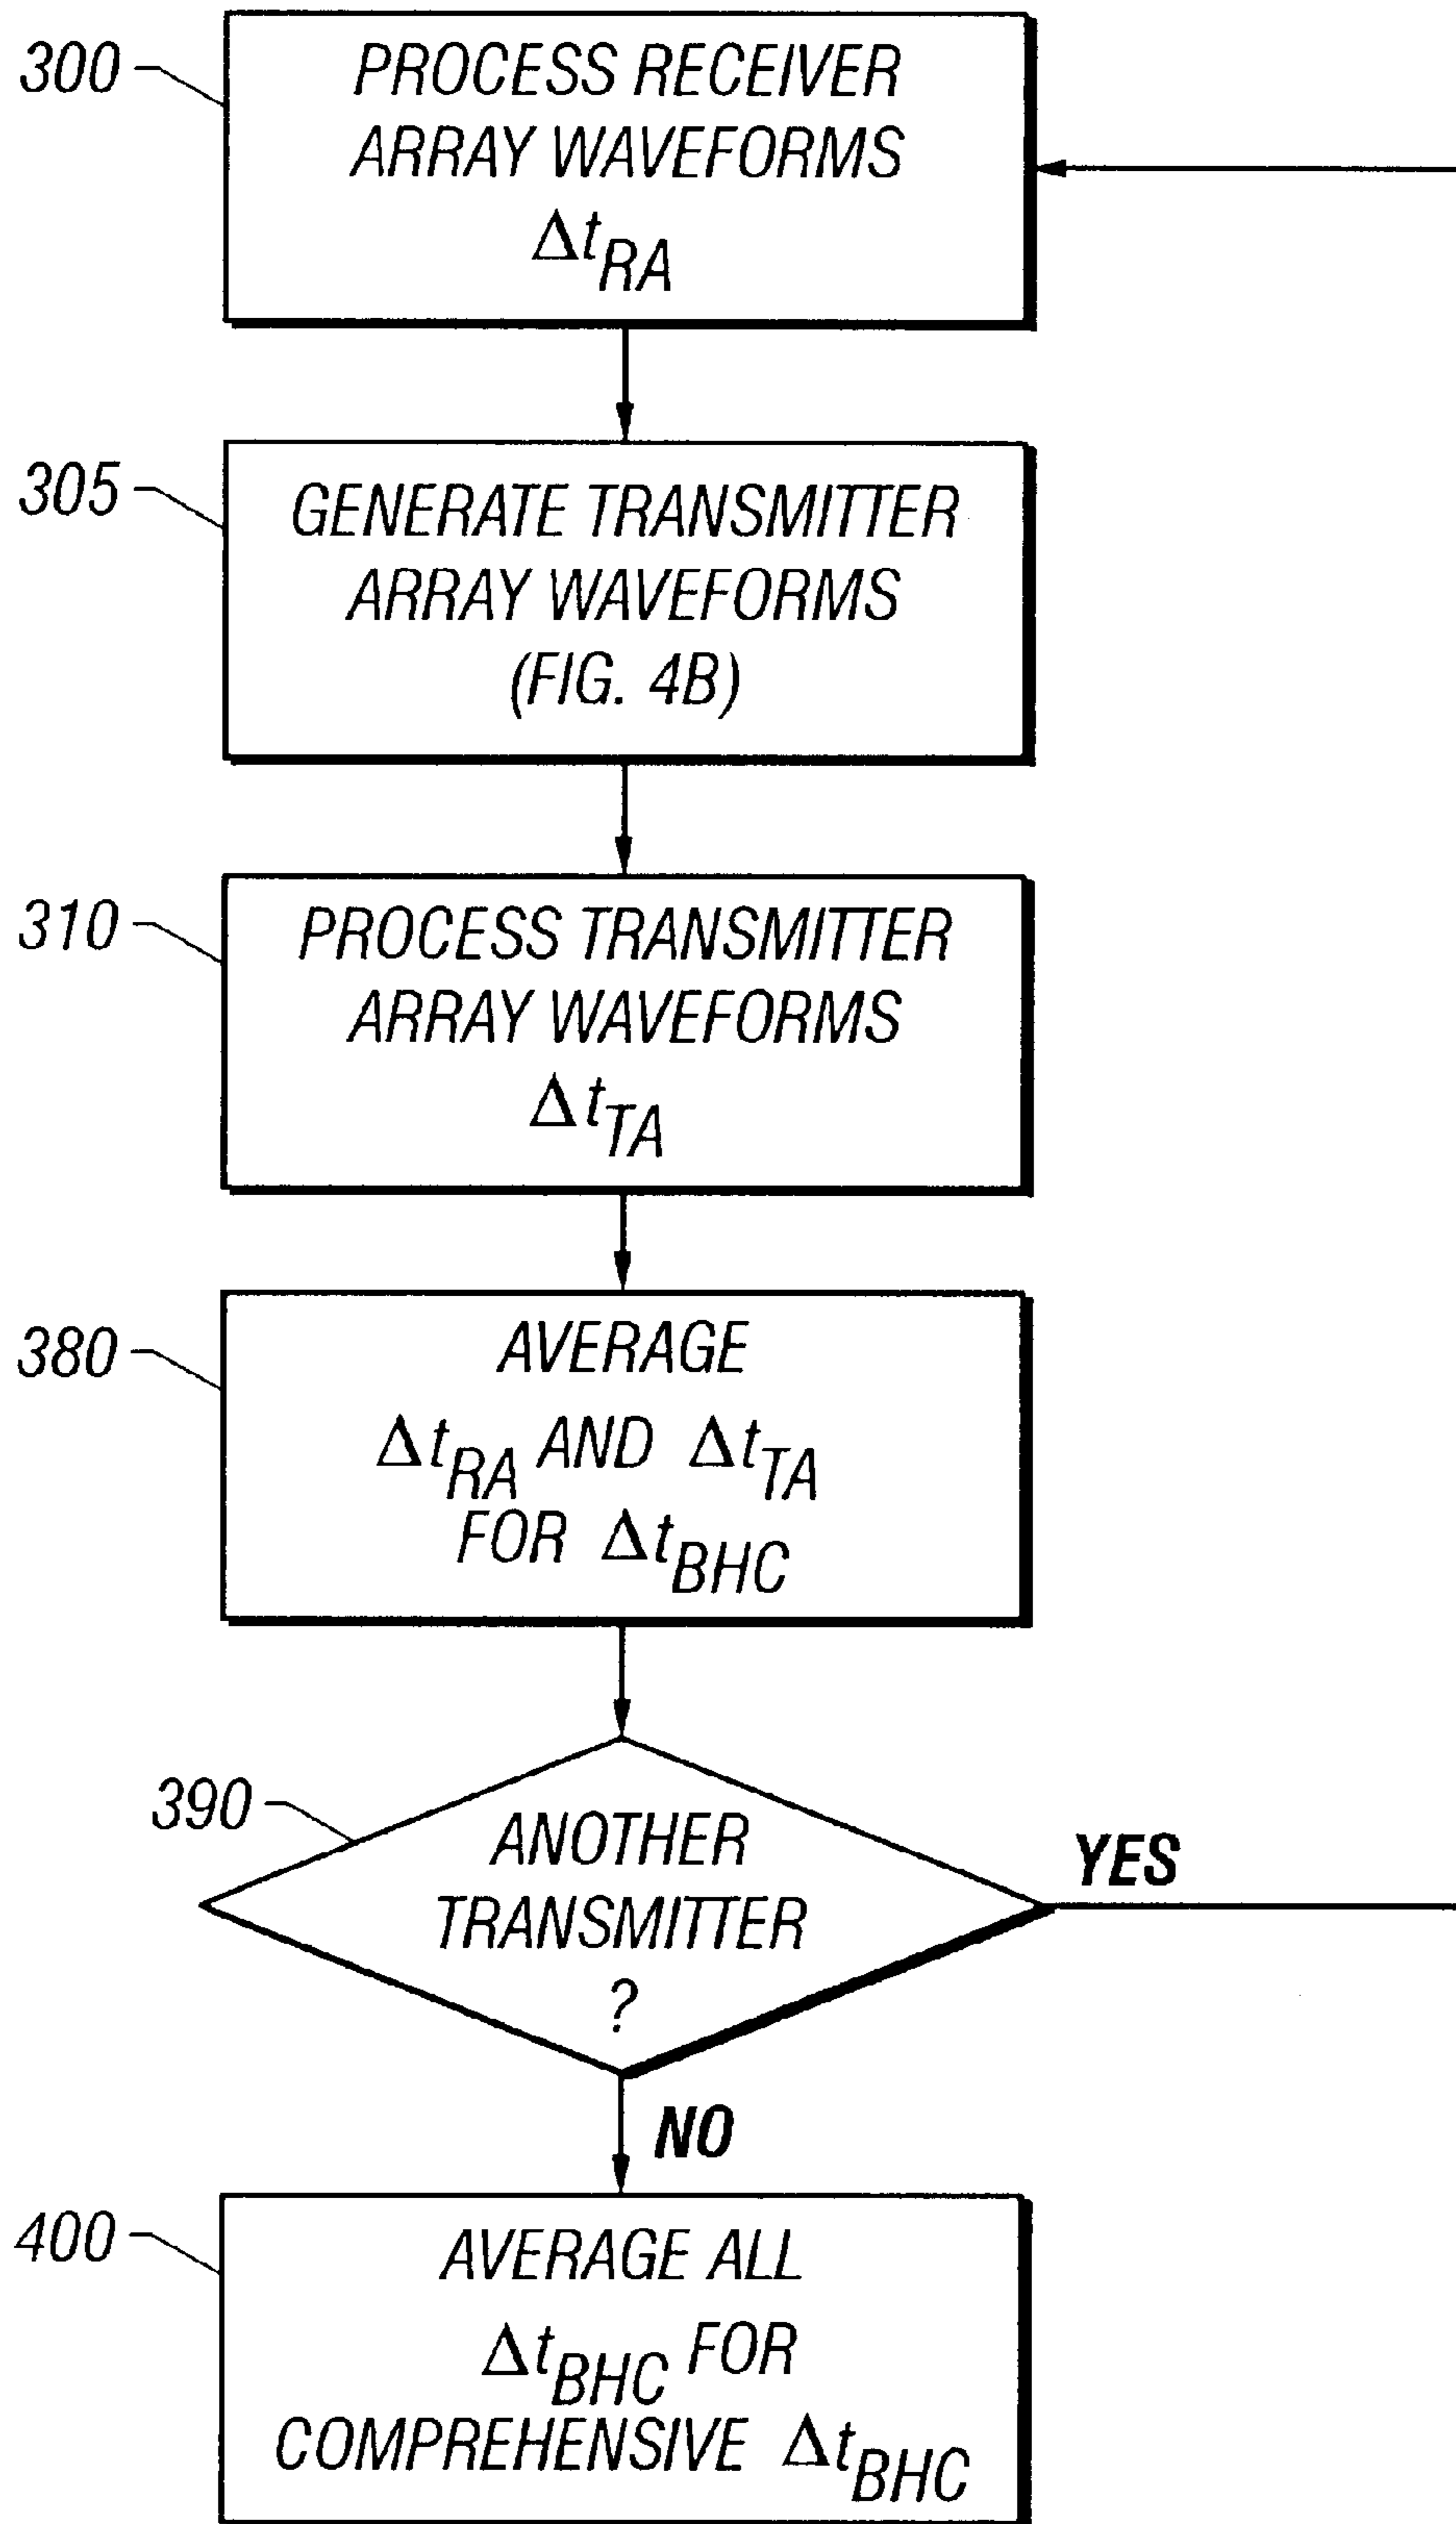 300
PROCESS RECEIVER
ARRAY WAVEFORMS
Δt_RA
305
GENERATE TRANSMITTER
ARRAY WAVEFORMS
(FIG. 4B)
310
PROCESS TRANSMITTER
ARRAY WAVEFORMS
Δt_TA
380
AVERAGE
Δt_RA AND Δt_TA
FOR Δt_BHC
390
ANOTHER
TRANSMITTER
?
YES
NO
400
AVERAGE ALL
Δt_BHC FOR
COMPREHENSIVE Δt_BHC